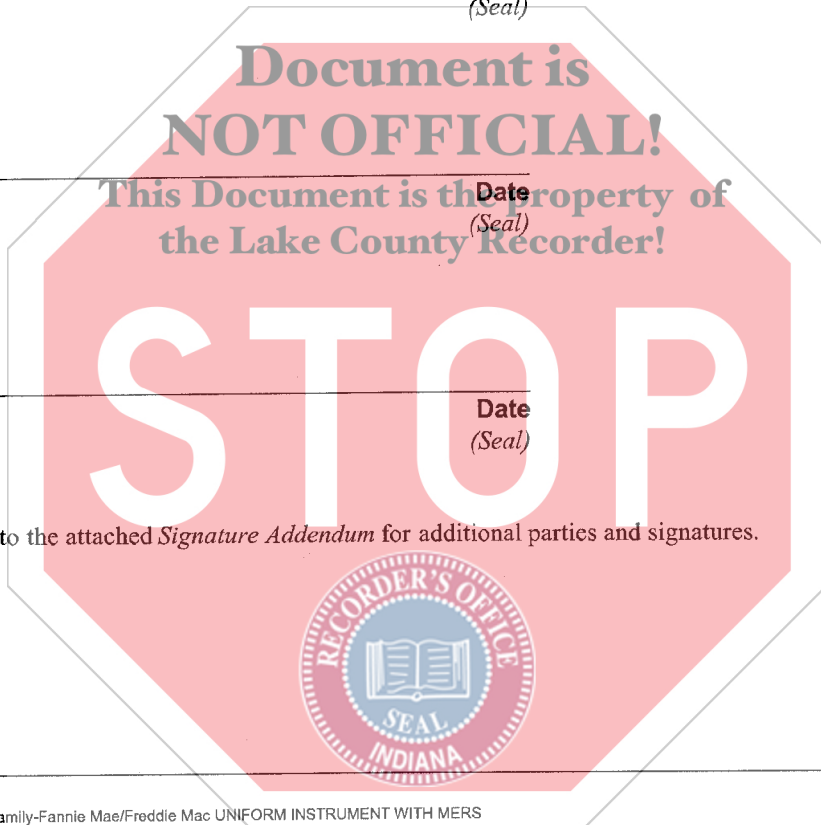 (Seal)
Document is
NOT OFFICIAL!
This Document is the property of
Date
(Seal)
the Lake County Recorder!
STOP
Date
(Seal)
to the attached Signature Addendum for additional parties and signatures.
RECORDER'S OFFICE
SEAL
INDIANA
amily-Fannie Mae/Freddie Mac UNIFORM INSTRUMENT WITH MERS